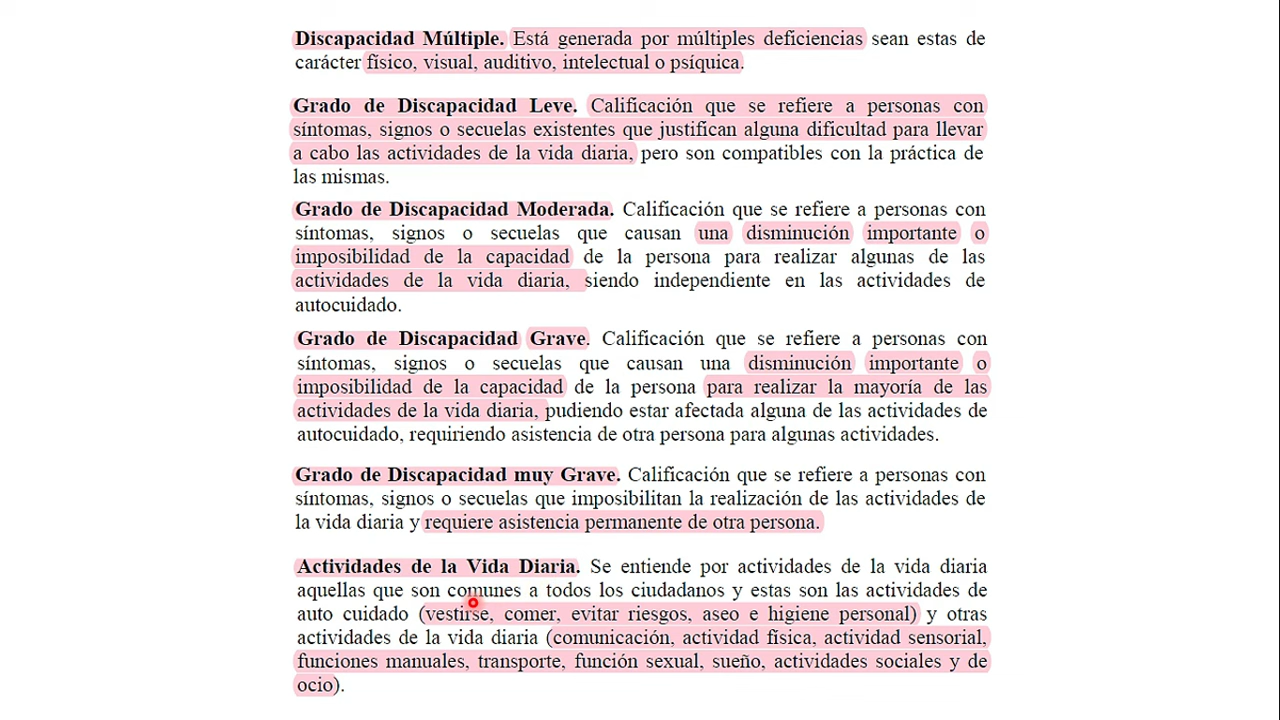 Discapacidad Múltiple. Está generada por múltiples deficiencias sean estas de
carácter físico, visual, auditivo, intelectual o psíquica.
Grado de Discapacidad Leve. Calificación que se refiere a personas con
síntomas, signos o secuelas existentes que justifican alguna dificultad para llevar
a cabo las actividades de la vida diaria, pero son compatibles con la práctica de
las mismas.
Grado de Discapacidad Moderada. Calificación que se refiere a personas con
síntomas, signos o secuelas que causan una disminución importante o
imposibilidad de la capacidad de la persona para realizar algunas de las
actividades de la vida diaria, siendo independiente en las actividades de
autocuidado.
Grado de Discapacidad Grave. Calificación que se refiere a personas con
síntomas, signos o secuelas que causan una disminución importante o
imposibilidad de la capacidad de la persona para realizar la mayoría de las
actividades de la vida diaria, pudiendo estar afectada alguna de las actividades de
autocuidado, requiriendo asistencia de otra persona para algunas actividades.
Grado de Discapacidad muy Grave. Calificación que se refiere a personas con
síntomas, signos o secuelas que imposibilitan la realización de las actividades de
la vida diaria y requiere asistencia permanente de otra persona.
Actividades de la Vida Diaria. Se entiende por actividades de la vida diaria
aquellas que son comunes a todos los ciudadanos y estas son las actividades de
auto cuidado (vestirse, comer, evitar riesgos, aseo e higiene personal) y otras
actividades de la vida diaria (comunicación, actividad física, actividad sensorial,
funciones manuales, transporte, función sexual, sueño, actividades sociales y de
ocio).